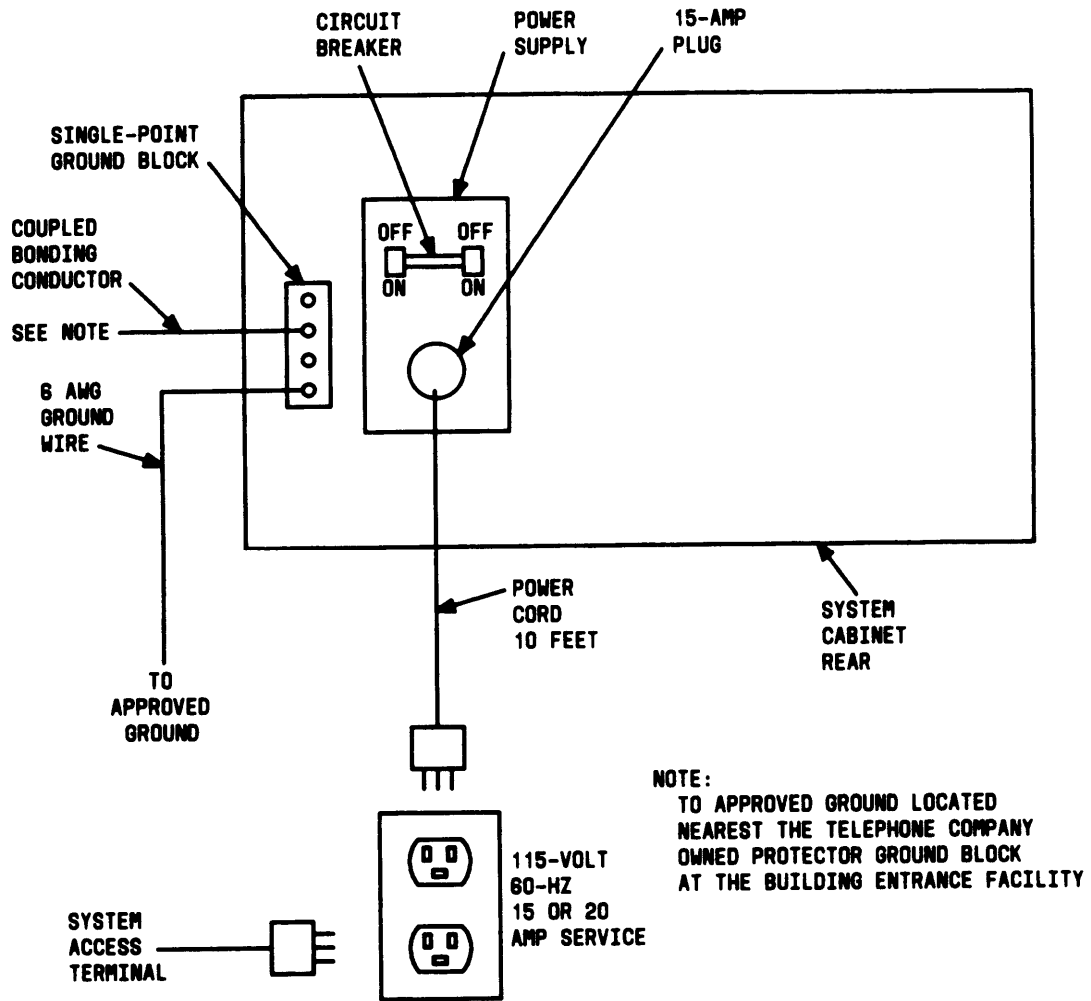 CIRCUIT
BREAKER
POWER
SUPPLY
15-AMP
PLUG
SINGLE-POINT
GROUND BLOCK
COUPLED
BONDING
CONDUCTOR
SEE NOTE
6 AWG
GROUND
WIRE
OFF OFF
ON ON
POWER
CORD
10 FEET
SYSTEM
CABINET
REAR
TO
APPROVED
GROUND
NOTE:
TO APPROVED GROUND LOCATED
NEAREST THE TELEPHONE COMPANY
OWNED PROTECTOR GROUND BLOCK
AT THE BUILDING ENTRANCE FACILITY
115-VOLT
60-HZ
15 OR 20
AMP SERVICE
SYSTEM
ACCESS
TERMINAL